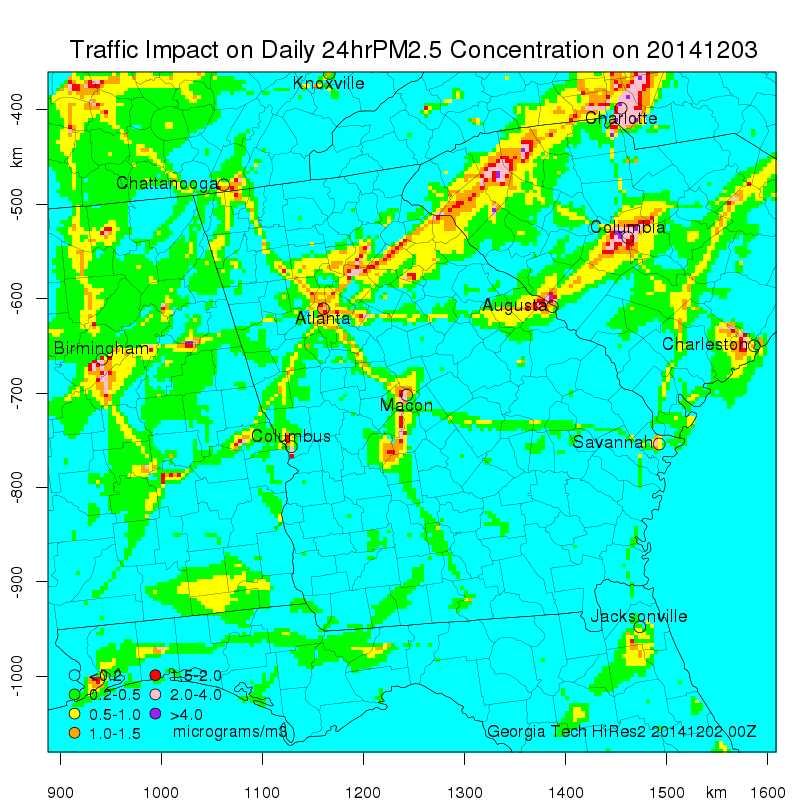 Traffic Impact on Daily 24hrPM2.5 Concentration on 20141203
Knoxville
-400
Charlotte
km
Chattanooga
-500
Columbia
-600
Augusta
Atlanta
Charleston
Birmingham
-700
Macon
Columbus
Savannah
-800
-900
Jacksonville
-1000
<0.2 1.5-2.0
0.2-0.5 2.0-4.0
0.5-1.0 >4.0
1.0-1.5 micrograms/m3
Georgia Tech HiRes2 20141202 00Z
900 1000 1100 1200 1300 1400 1500 km 1600